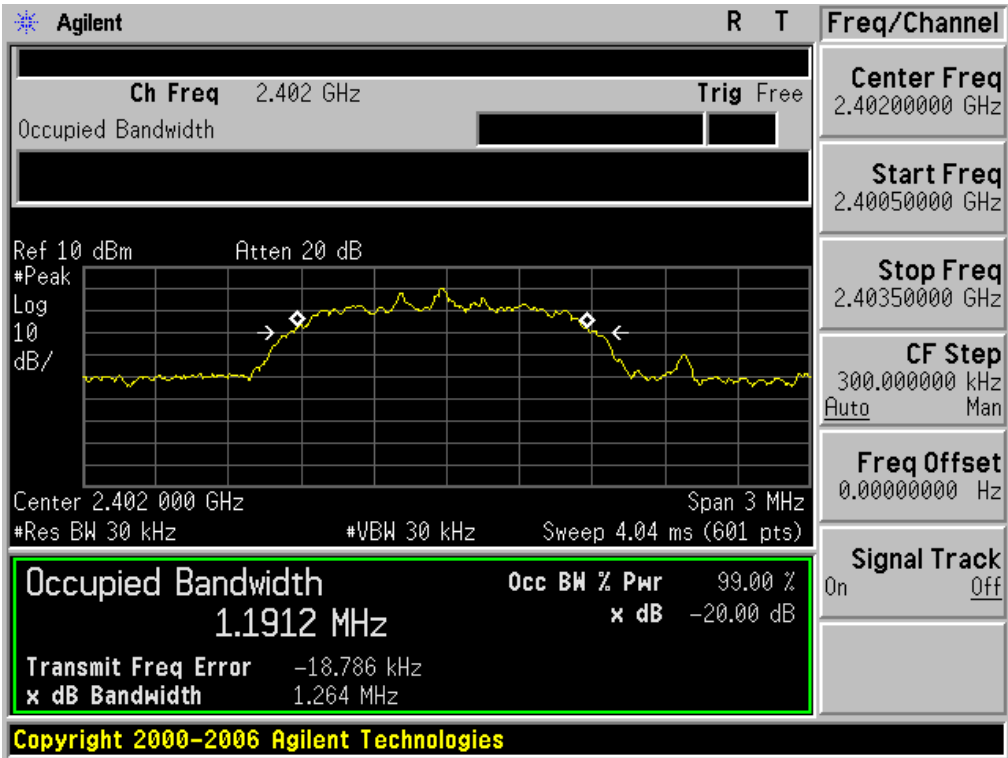 Agilent R T Freq/Channel
Ch Freq 2.402 GHz Trig Free
Occupied Bandwidth
Center Freq
2.40200000 GHz
Start Freq
2.40050000 GHz
Stop Freq
2.40350000 GHz
CF Step
300.000000 kHz
Auto Man
Freq Offset
0.00000000 Hz
Signal Track
On Off
Ref 10 dBm Atten 20 dB
#Peak
Log
10
dB/
Center 2.402 000 GHz Span 3 MHz
#Res BW 30 kHz #VBW 30 kHz Sweep 4.04 ms (601 pts)
Occupied Bandwidth Occ BW % Pwr 99.00 %
1.1912 MHz x dB -20.00 dB
Transmit Freq Error -18.786 kHz
x dB Bandwidth 1.264 MHz
Copyright 2000-2006 Agilent Technologies